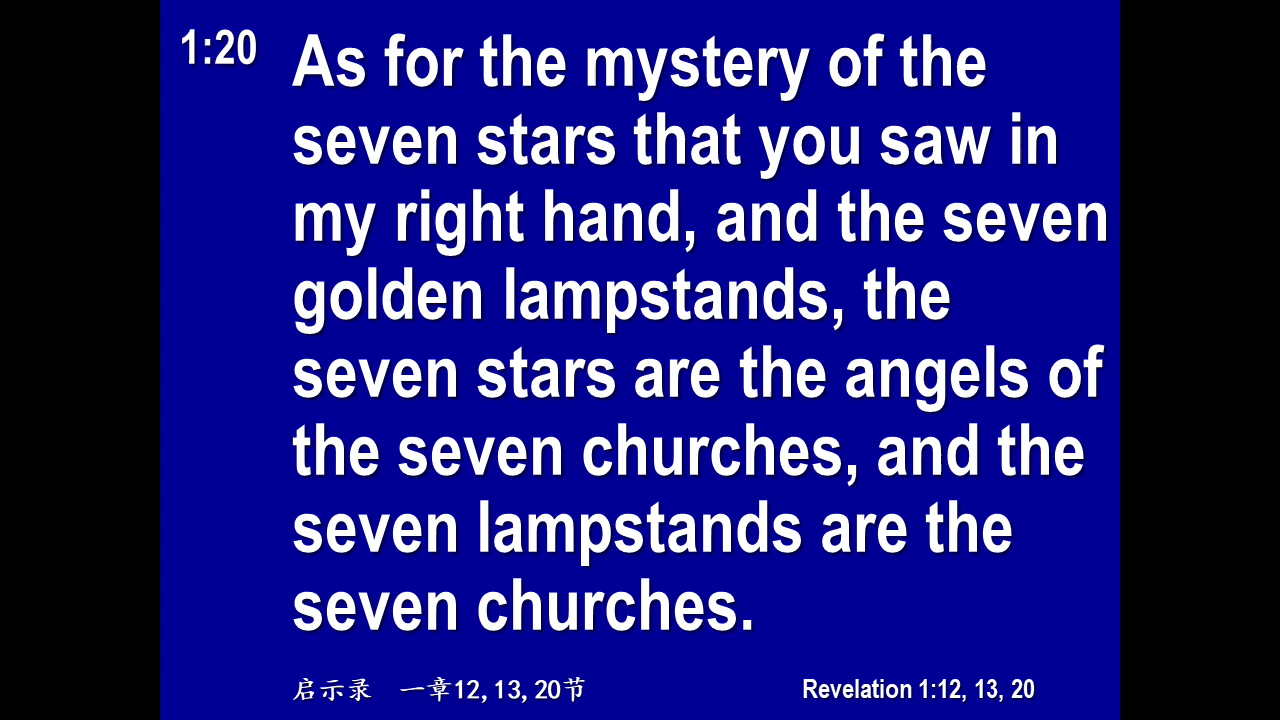 1:20
As for the mystery of the
seven stars that you saw in
my right hand, and the seven
golden lampstands, the
seven stars are the angels of
the seven churches, and the
seven lampstands are the
seven churches.
启示录　一章12, 13, 20节
Revelation 1:12, 13, 20